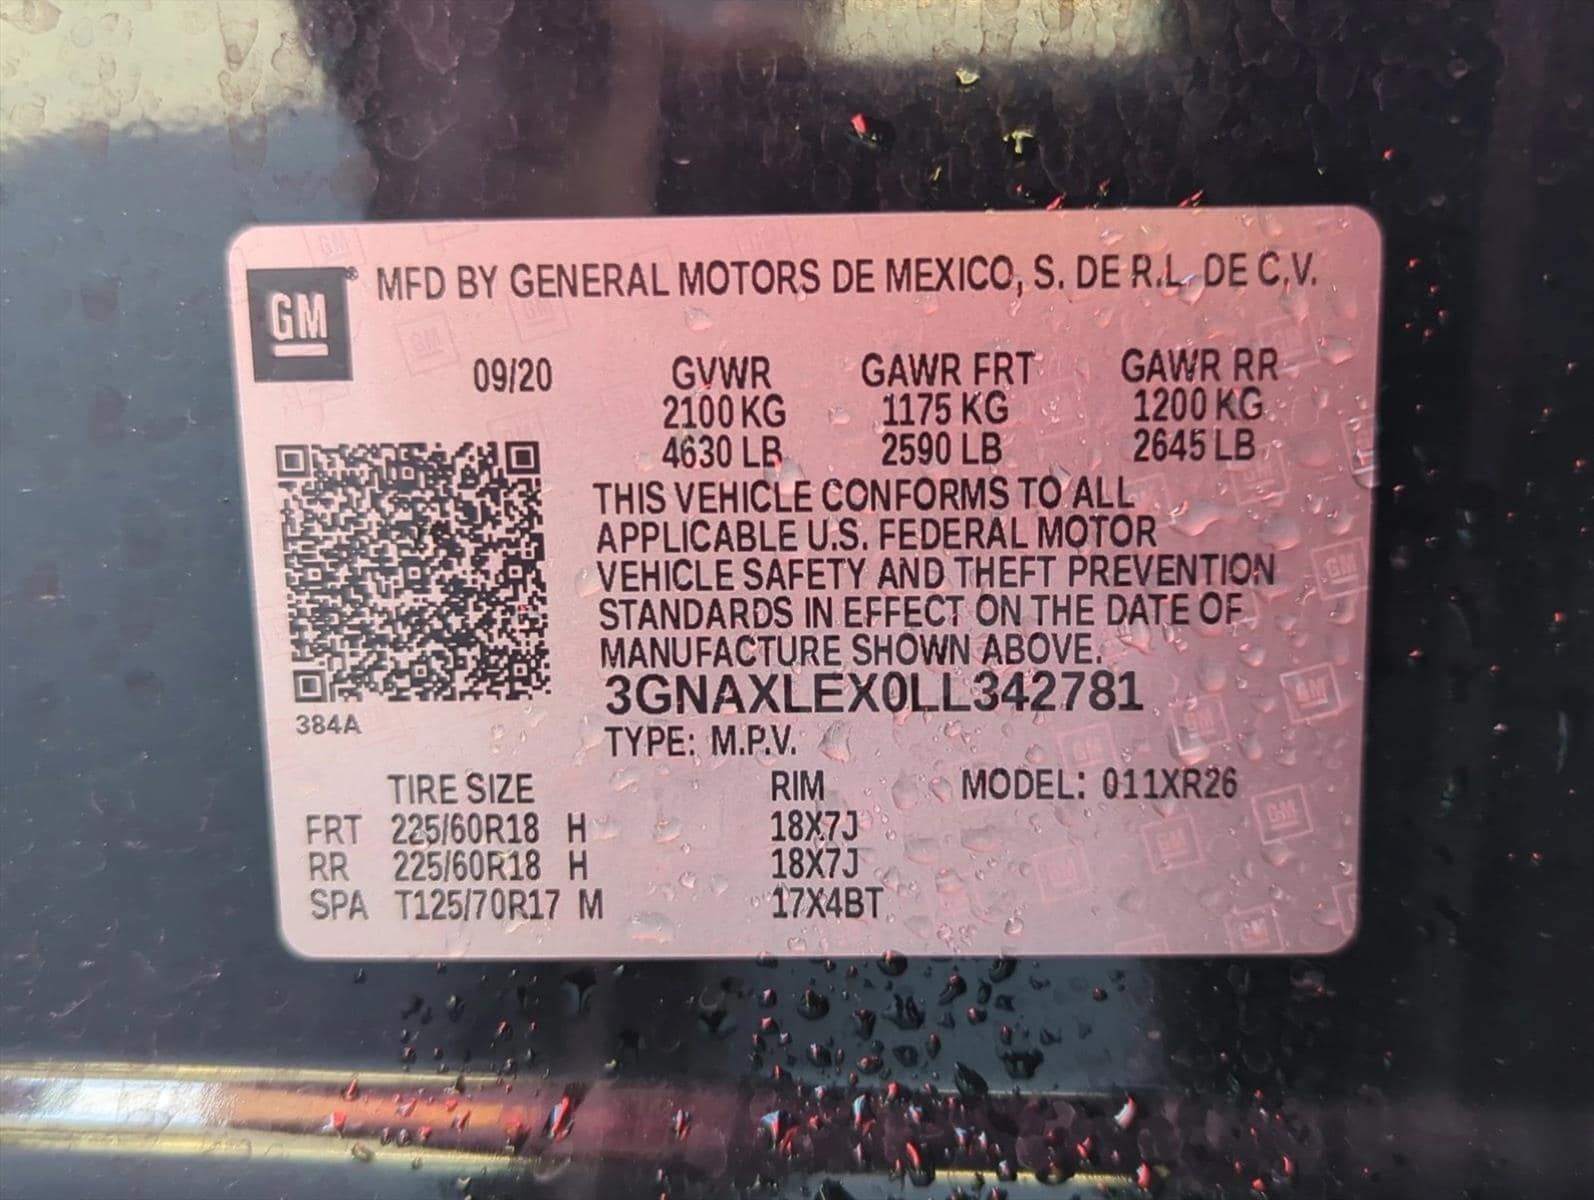 GM® MFD BY GENERAL MOTORS DE MEXICO, S. DE R.L. DE C.V.
09/20 GVWR GAWR FRT GAWR RR
2100 KG 1175 KG 1200 KG
4630 LB 2590 LB 2645 LB
THIS VEHICLE CONFORMS TO ALL
APPLICABLE U.S. FEDERAL MOTOR
VEHICLE SAFETY AND THEFT PREVENTION
STANDARDS IN EFFECT ON THE DATE OF
MANUFACTURE SHOWN ABOVE.
3GNAXLEX0LL342781
384A
TYPE: M.P.V.
TIRE SIZE RIM MODEL: 011XR26
FRT 225/60R18 H 18X7J
RR 225/60R18 H 18X7J
SPA T125/70R17 M 17X4BT